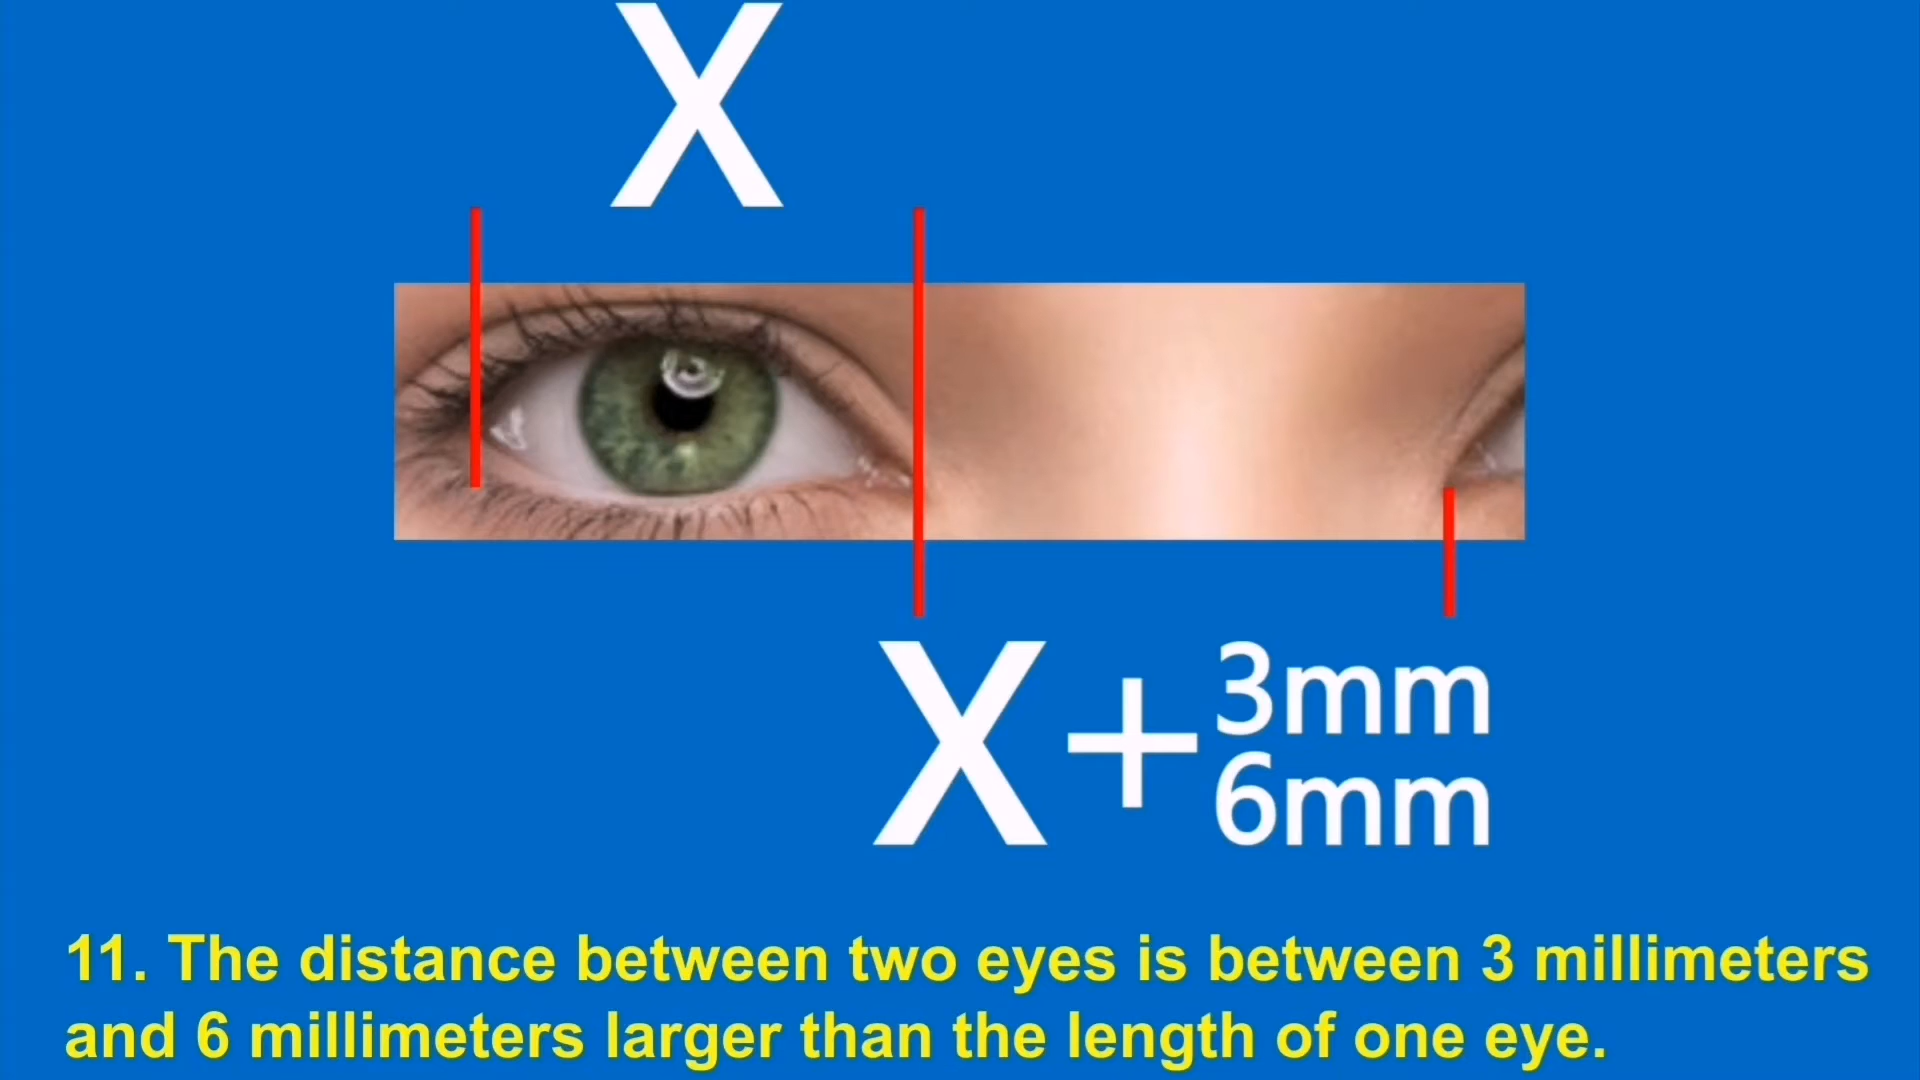 X
X+3mm
6mm
11. The distance between two eyes is between 3 millimeters
and 6 millimeters larger than the length of one eye.